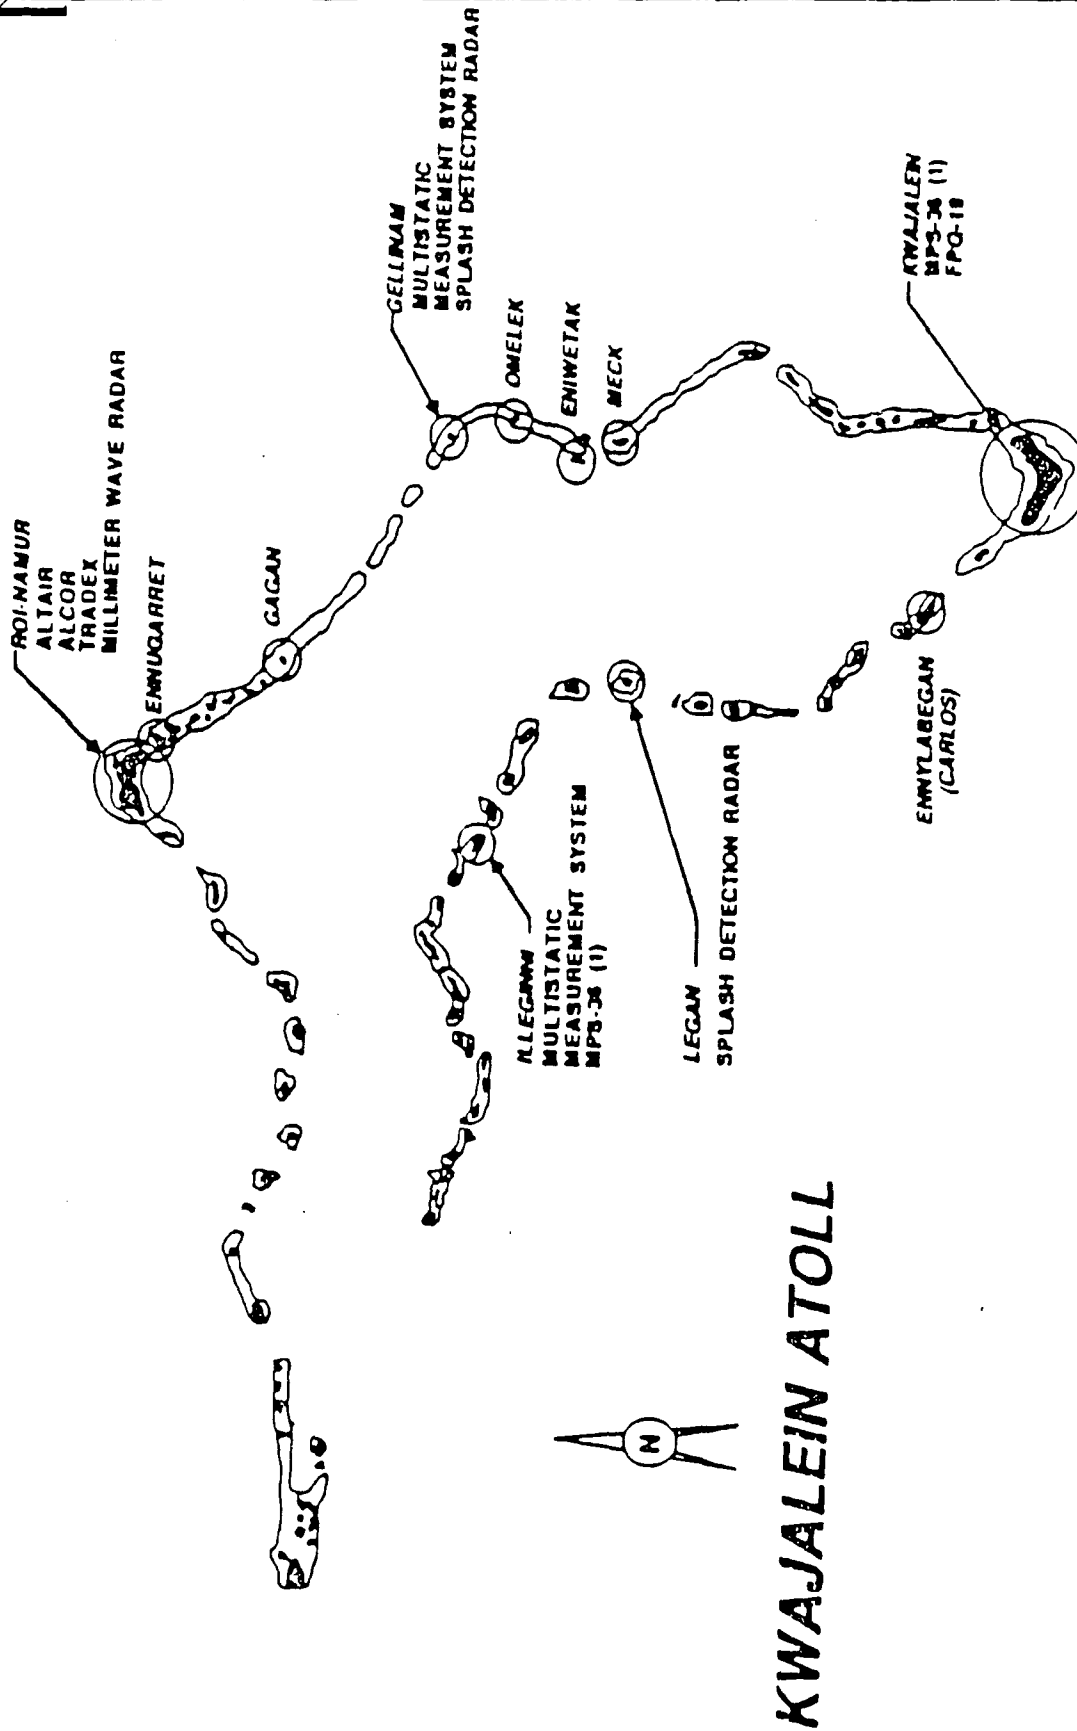 ROI-NAMUR
ALTAIR
ALCOR
TRADEX
MILLIMETER WAVE RADAR
ENNUGARRET
GAGAN
GELLINAM
MULTISTATIC
MEASUREMENT SYSTEM
SPLASH DETECTION RADAR
OMELEK
ENIWETAK
MECK
ILLEGINNI
MULTISTATIC
MEASUREMENT SYSTEM
MPS-36 (1)
LEGAN
SPLASH DETECTION RADAR
KWAJALEIN
MPS-36 (1)
FPQ-19
ENNYLABEGAN
(CARLOS)
N
KWAJALEIN ATOLL